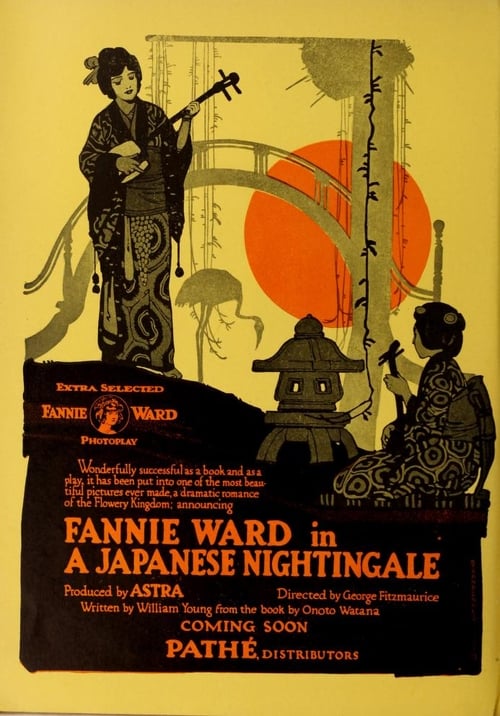 EXTRA SELECTED
FANNIE WARD
PHOTOPLAY
Wonderfully successful as a book and as a
play, it has been put into one of the most beau-
tiful pictures ever made, a dramatic romance
of the Flowery Kingdom; announcing
FANNIE WARD in
A JAPANESE NIGHTINGALE
Produced by ASTRA Directed by George Fitzmaurice
Written by William Young from the book by Onoto Watana
COMING SOON
PATHÉ, DISTRIBUTORS